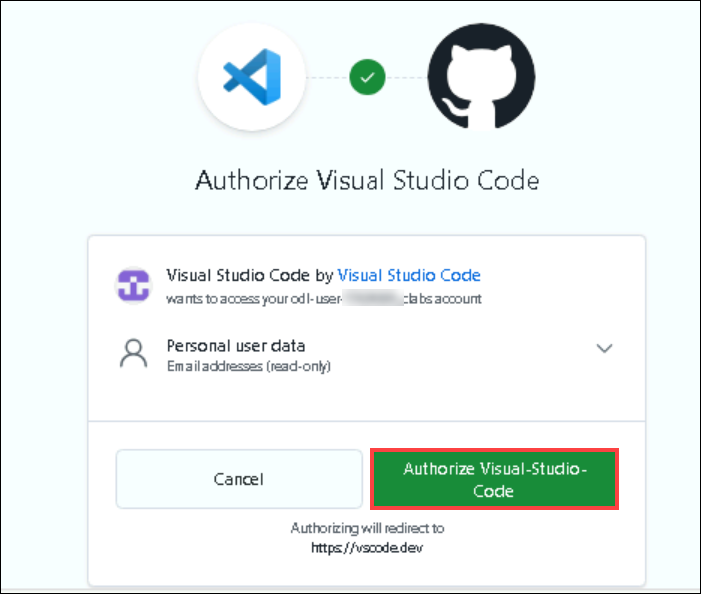 Authorize Visual Studio Code
Visual Studio Code by Visual Studio Code
wants to access your odl-user- clabs account
Personal user data
Email addresses (read-only)
Cancel
Authorize Visual-Studio-
Code
Authorizing will redirect to
https://vscode.dev